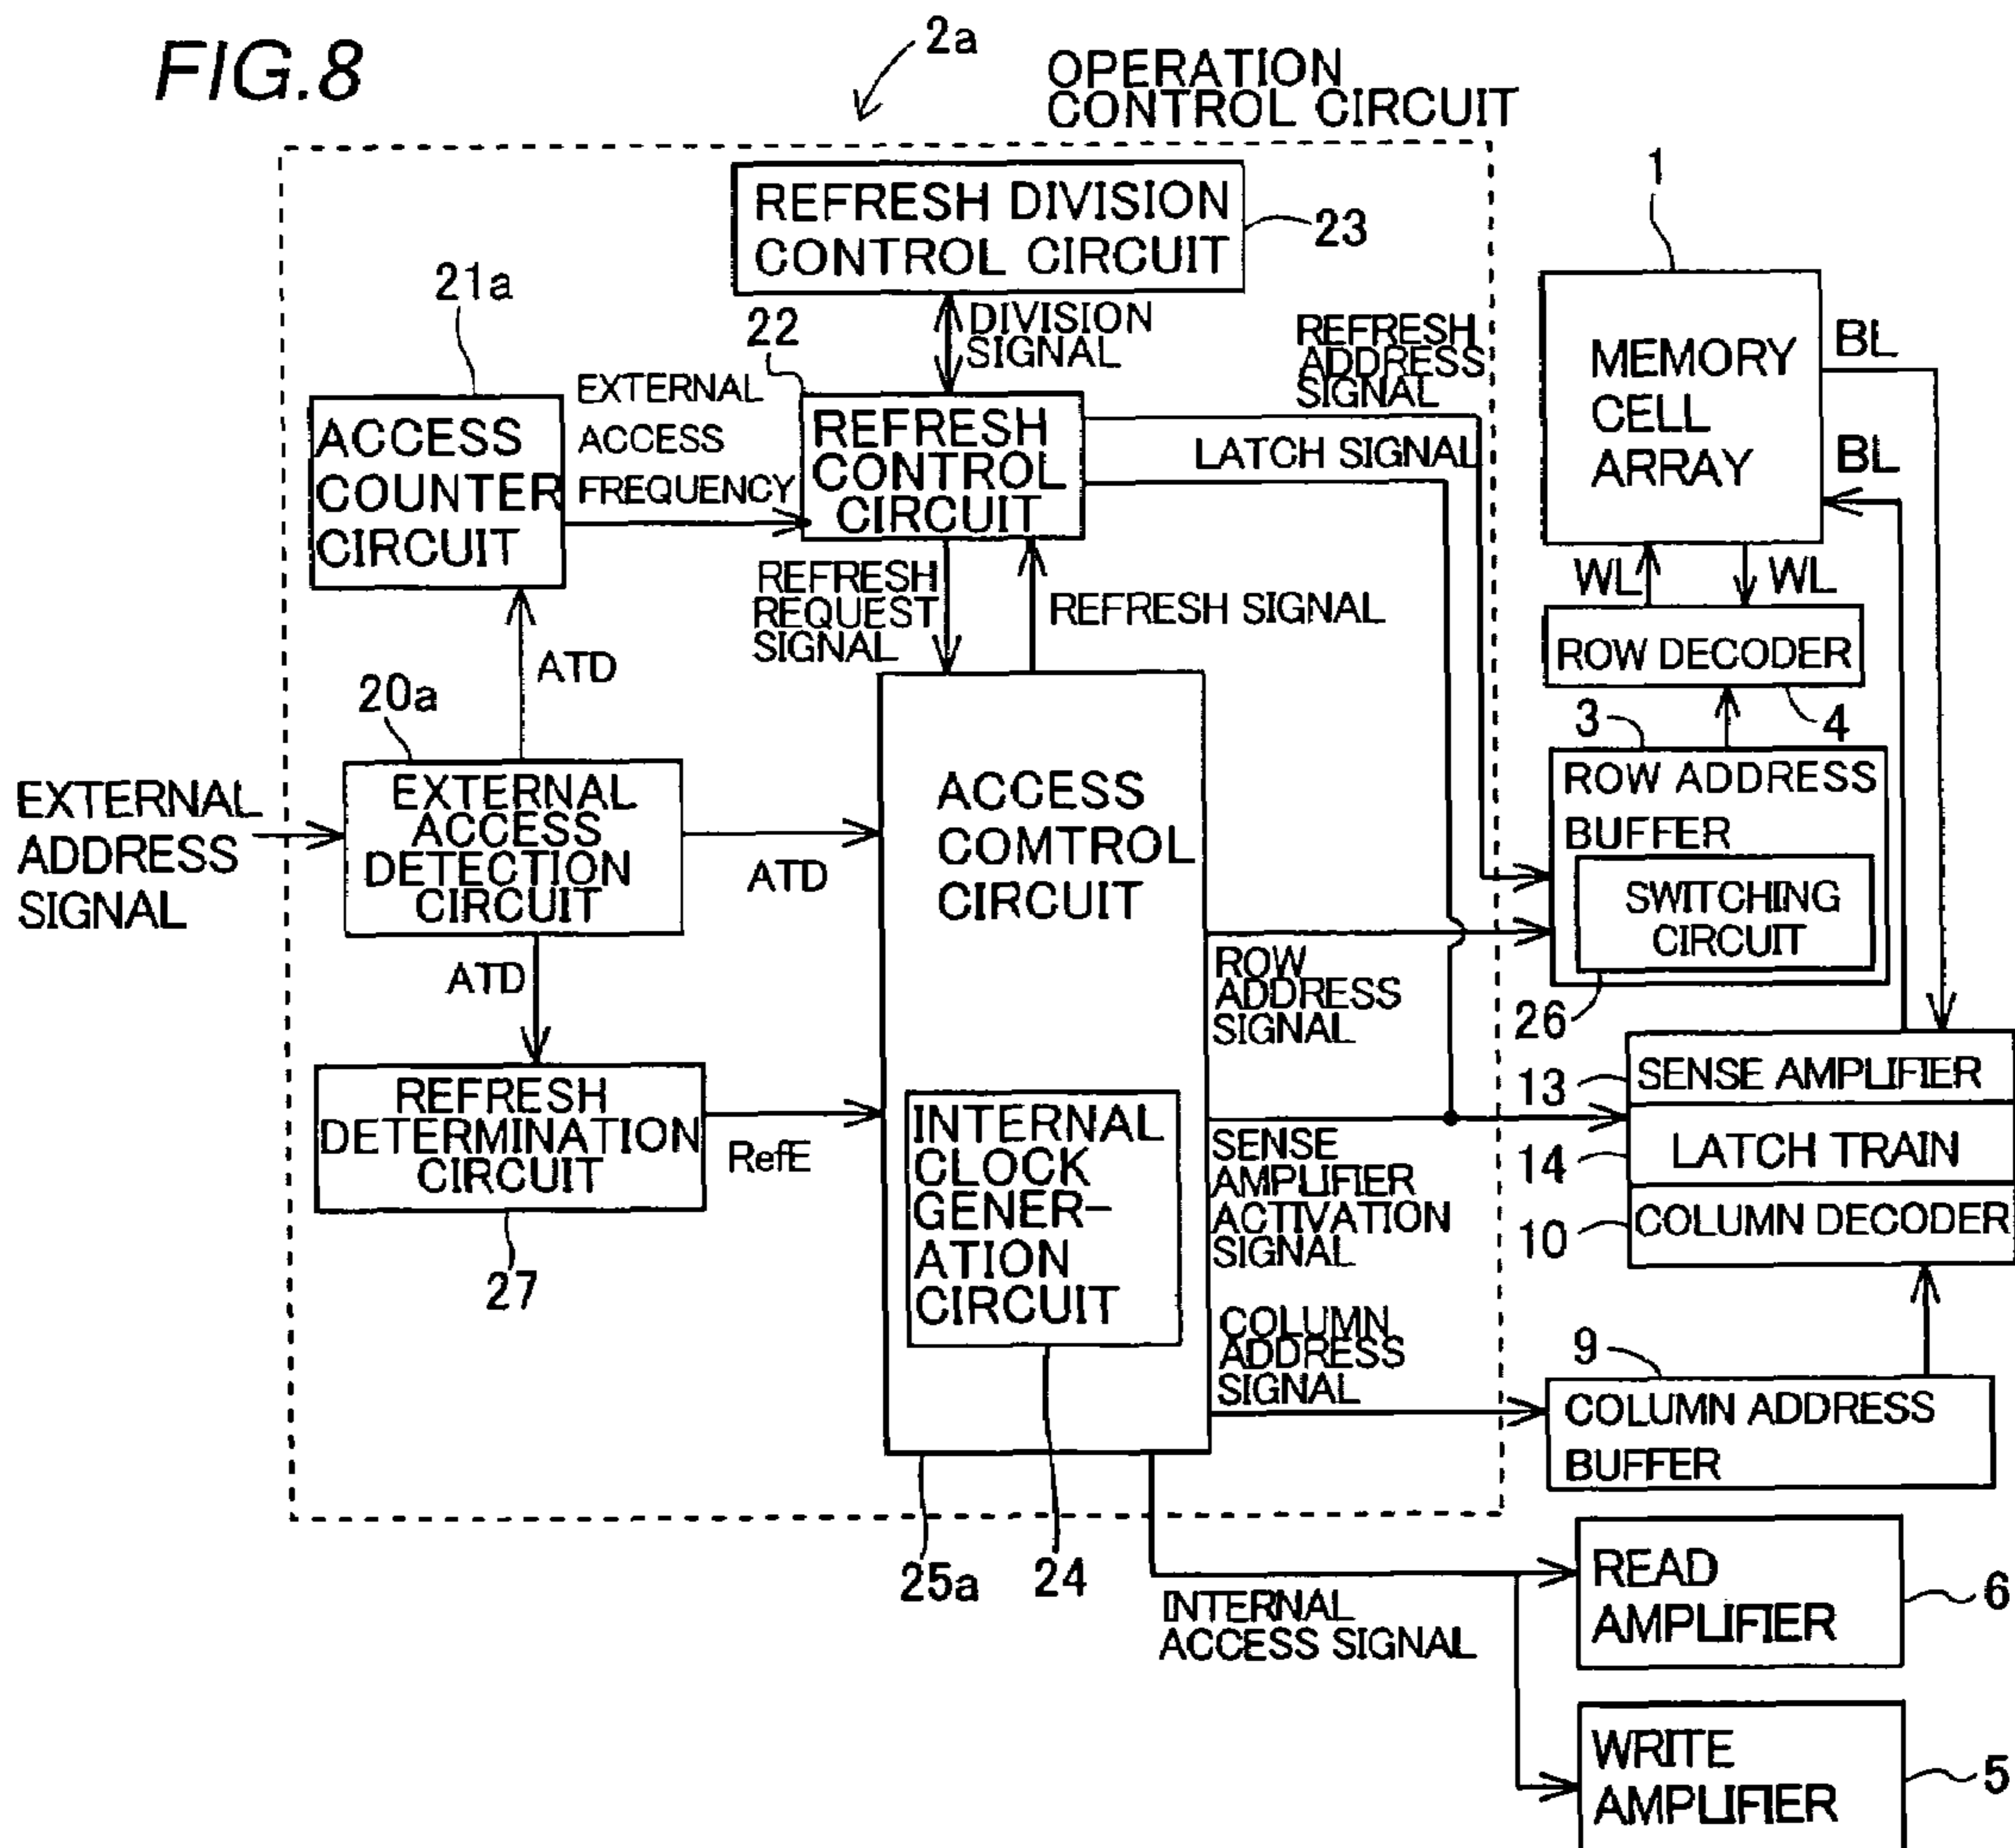 FIG.8
2a
OPERATION
CONTROL CIRCUIT
REFRESH DIVISION
CONTROL CIRCUIT
23
1
21a
22
DIVISION
SIGNAL
REFRESH
ADDRESS
SIGNAL
MEMORY
CELL
ARRAY
BL
BL
ACCESS
COUNTER
CIRCUIT
EXTERNAL
ACCESS
FREQUENCY
REFRESH
CONTROL
CIRCUIT
LATCH SIGNAL
REFRESH
REQUEST
SIGNAL
REFRESH SIGNAL
WL
WL
ROW DECODER
4
ATD
20a
EXTERNAL
ADDRESS
SIGNAL
EXTERNAL
ACCESS
DETECTION
CIRCUIT
ATD
ACCESS
COMTROL
CIRCUIT
3
ROW ADDRESS
BUFFER
SWITCHING
CIRCUIT
26
ATD
ROW
ADDRESS
SIGNAL
REFRESH
DETERMINATION
CIRCUIT
27
RefE
INTERNAL
CLOCK
GENER-
ATION
CIRCUIT
SENSE
AMPLIFIER
ACTIVATION
SIGNAL
13
SENSE AMPLIFIER
14
LATCH TRAIN
10
COLUMN DECODER
COLUMN
ADDRESS
SIGNAL
9
COLUMN ADDRESS
BUFFER
25a
24
INTERNAL
ACCESS SIGNAL
READ
AMPLIFIER
6
WRITE
AMPLIFIER
5